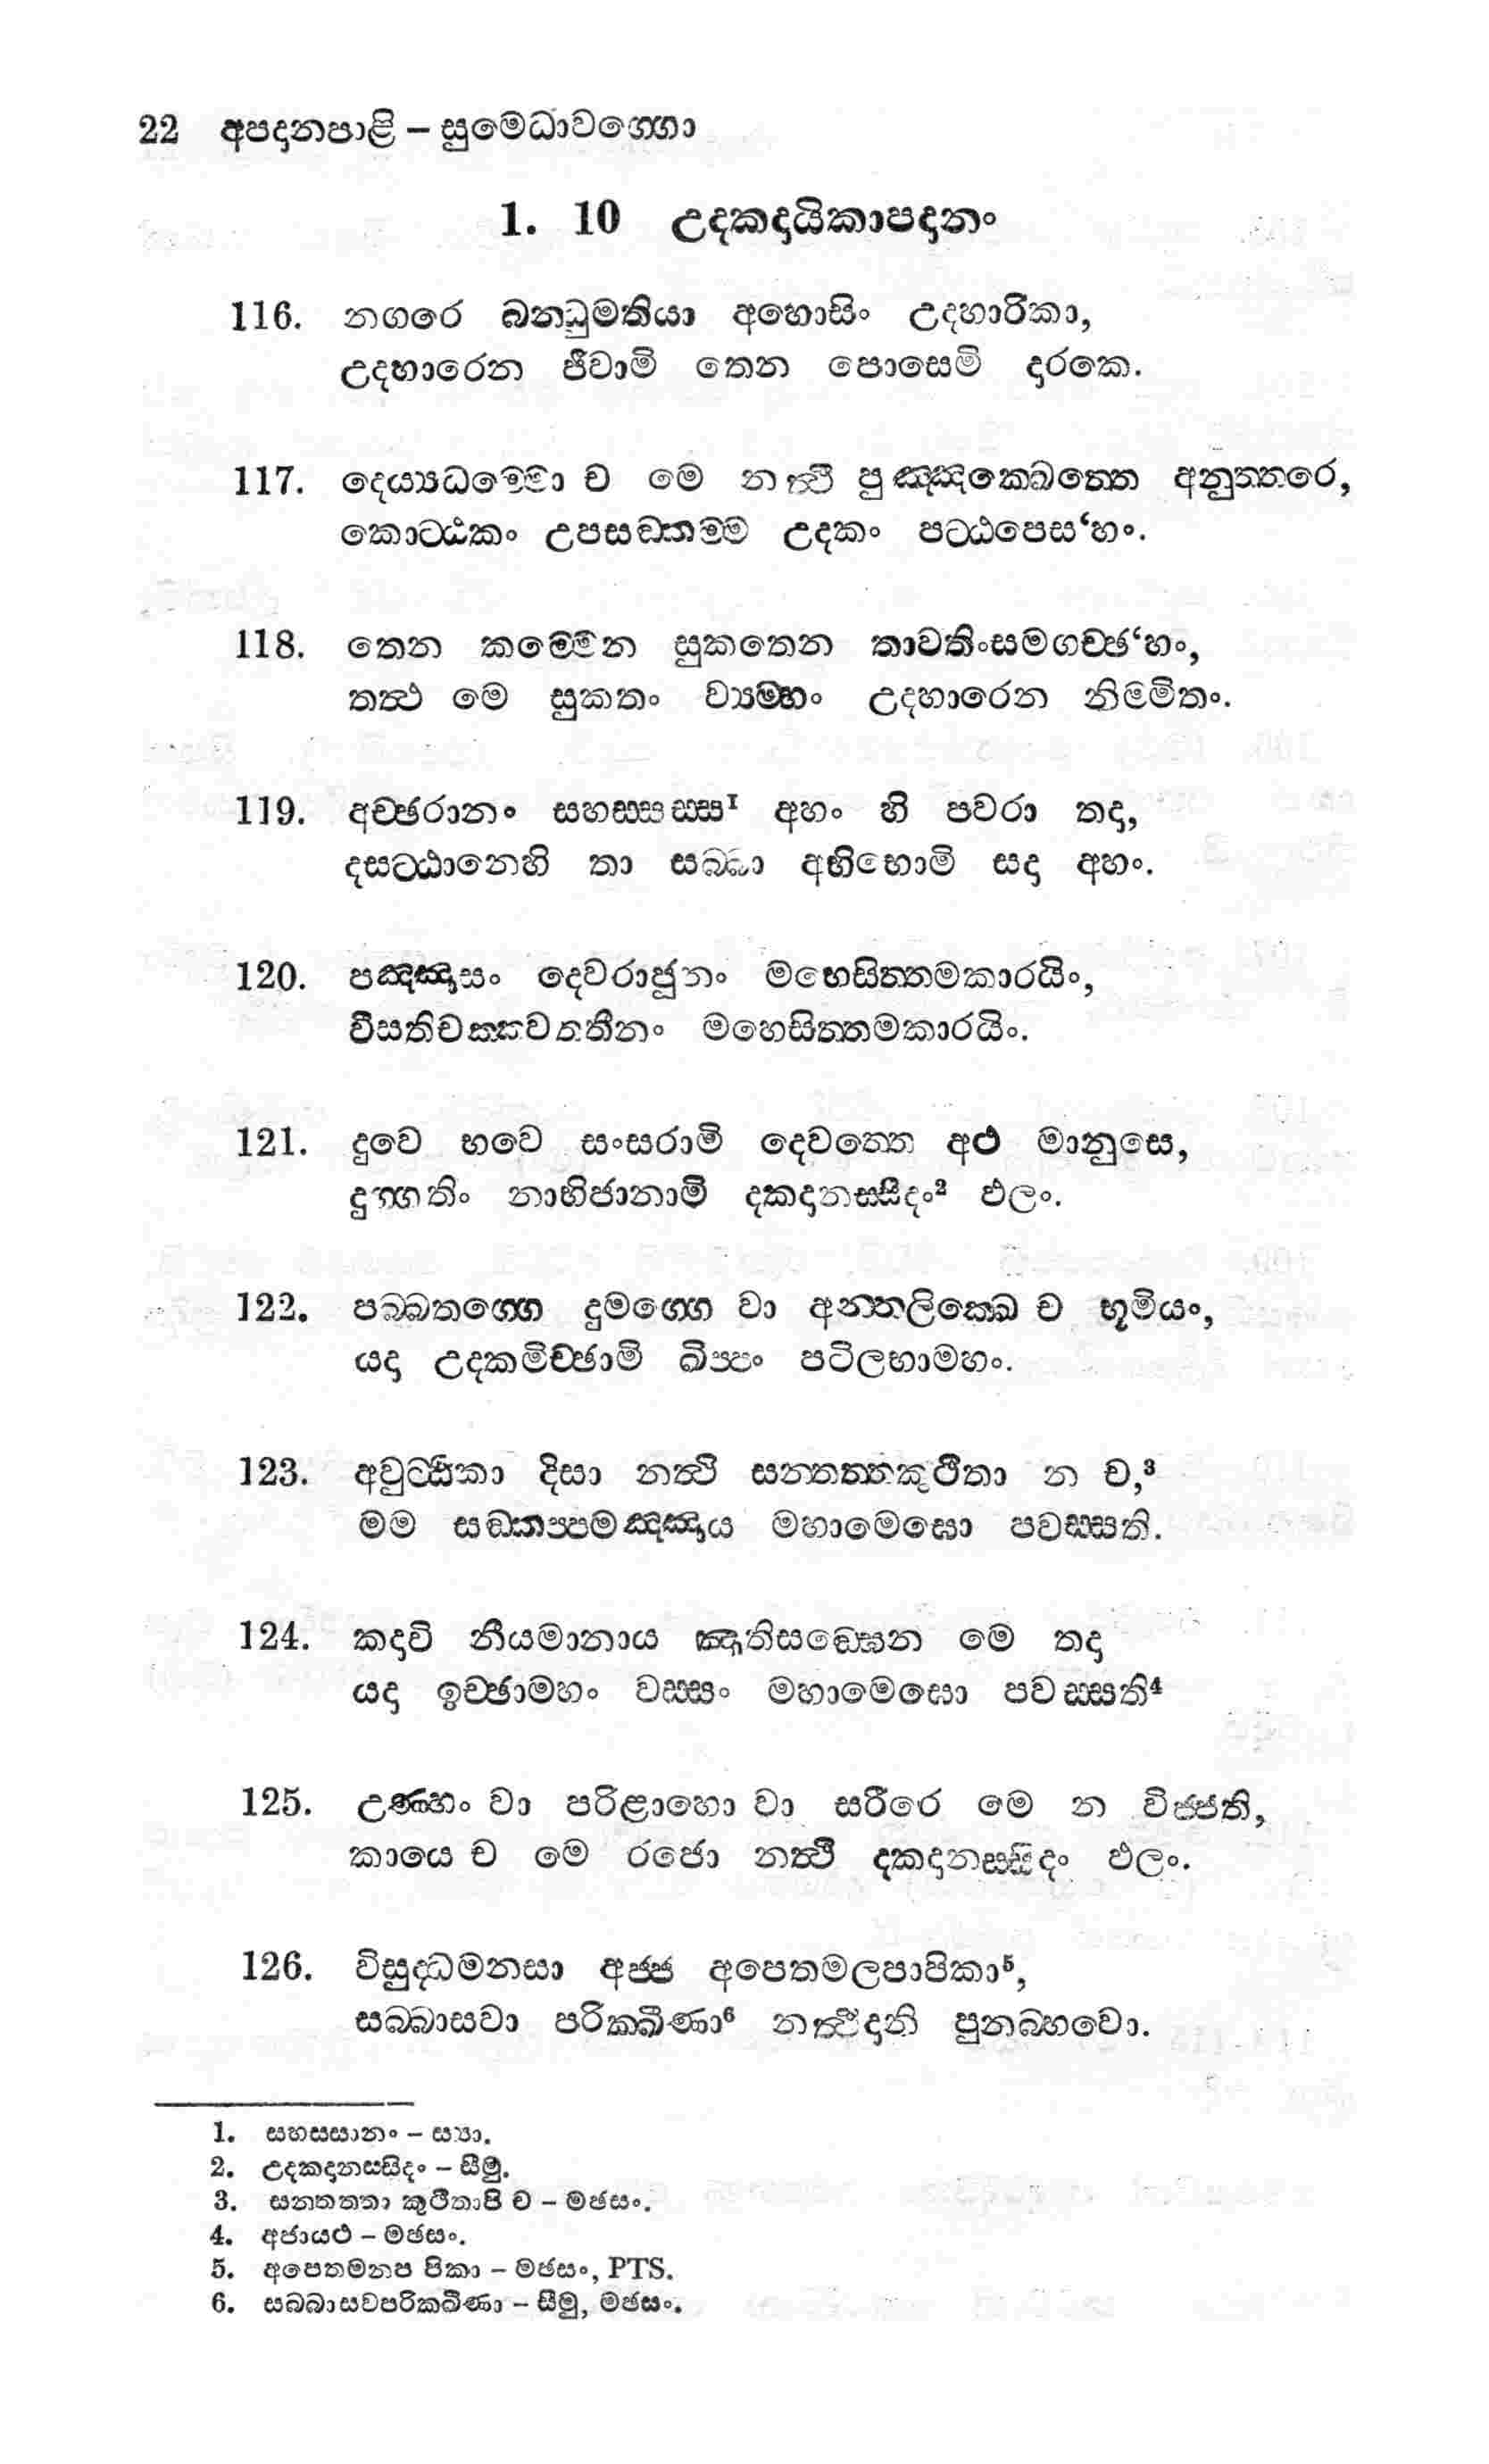 22 අපදානපාළි – සුමෙධාවග්ගො
1. 10 උදකදායිකාපදානං
116. නගරෙ බන්ධුමතියා අහොසිං උදහාරිකා,
උදභාරෙන ජීවාමි තෙන පොසෙමි දාරකෙ.
117. දෙය්‍යධම්මො ච මෙ නත්ථි පුඤ්ඤක්ඛෙත්තෙ අනුත්තරෙ,
කොට්ඨකං උපසඞ්කම්ම උදකං පට්ඨපෙස‘හං.
118. තෙන කම්මෙන සුකතෙන තාවතිංසමගච්ඡ‘හං,
තත්ථ මෙ සුකතං ව්‍යම්හං උදහාරෙන නිම්මිතං.
119. අච්ඡරානං සහස්සස්ස¹ අහං හි පවරා තදා,
දසට්ඨානෙහි තා සබ්බා අභිභොමි සදා අහං.
120. පඤ්ඤාසං දෙවරාජූනං මහෙසිත්තමකාරයිං,
වීසතිචක්කවත්තීනං මහෙසිත්තමකාරයිං.
121. දුවෙ භවෙ සංසරාමි දෙවත්තෙ අථ මානුසෙ,
දුග්ගතිං නාභිජානාමි දකදානස්සිදං² ඵලං.
122. පබ්බතග්ගෙ දුමග්ගෙ වා අන්තලික්ඛෙ ච භූමියං,
යදා උදකමිච්ඡාමි ඛිප්පං පටිලභාමහං.
123. අවුට්ඨිකා දිසා නත්ථි සන්තත්තකුථිතා න ච,³
මම සඞ්කප්පමඤ්ඤාය මහාමෙඝො පවස්සති.
124. කදාචි නීයමානාය ඤාතිසඞ්ඝෙන මෙ තදා
යදා ඉච්ඡාමහං වස්සං මහාමෙඝො පවස්සති⁴
125. උණ්හං වා පරිළාහො වා සරීරෙ මෙ න විජ්ජති,
කායෙ ච මෙ රජො නත්ථි දකදානස්සිදං ඵලං.
126. විසුද්ධමනසා අජ්ජ අපෙතමලපාපිකා⁵,
සබ්බාසවා පරික්ඛීණා⁶ නත්ථිදානි පුනබ්භවො.
1. සහස්සානං – ස්‍යා.
2. උදකදානස්සිදං – සීමු.
3. සන්තත්තා කුථිතාපි ච – මඡසං.
4. අජායථ – මඡසං.
5. අපෙතමනප පිකා – මඡසං, PTS.
6. සබ්බාසවපරික්ඛීණා – සීමු, මඡසං.